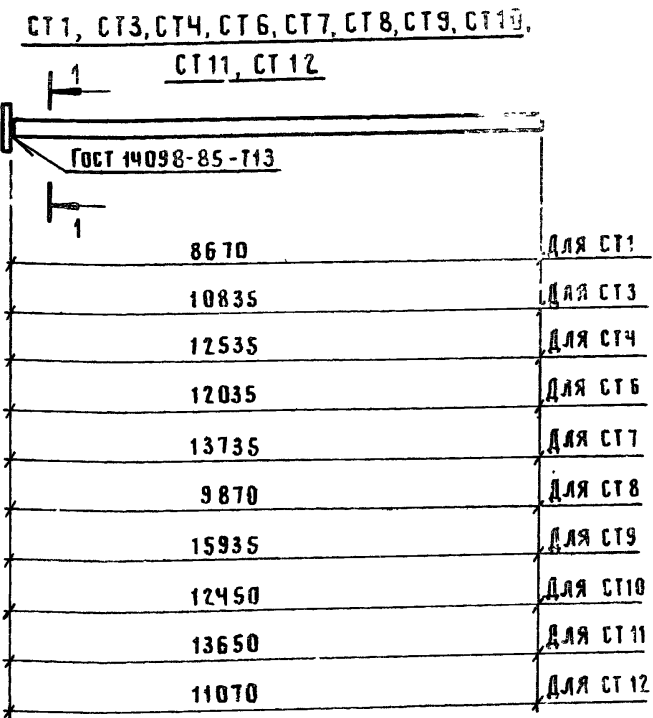 СТ1, СТ3, СТ4, СТ6, СТ7, СТ8, СТ9, СТ10,
СТ11, СТ12
1
ГОСТ 14098-85-Т13
1
8670 Для СТ1
10835 Для СТ3
12535 Для СТ4
12035 Для СТ6
13735 Для СТ7
9870 Для СТ8
15935 Для СТ9
12450 Для СТ10
13650 Для СТ11
11070 Для СТ12